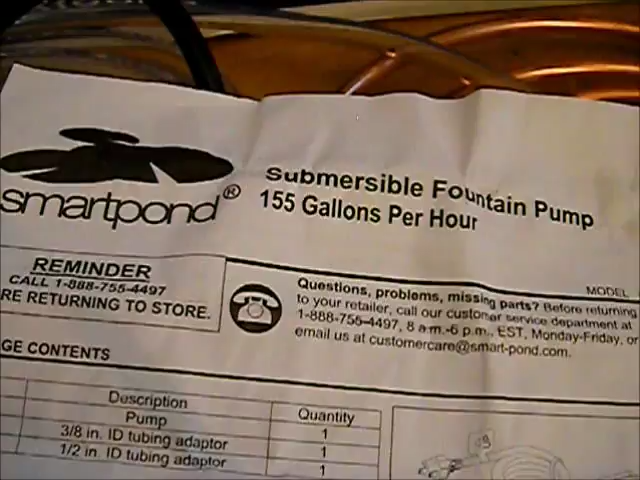 smartpond®
Submersible Fountain Pump
155 Gallons Per Hour
MODEL
REMINDER
CALL 1-888-755-4497
RE RETURNING TO STORE.
Questions, problems, missing parts? Before returning
to your retailer, call our customer service department at
1-888-755-4497, 8 a.m.-6 p.m., EST, Monday-Friday, or
email us at customercare@smart-pond.com.
GE CONTENTS
Description Quantity
Pump 1
3/8 in. ID tubing adaptor 1
1/2 in. ID tubing adaptor 1